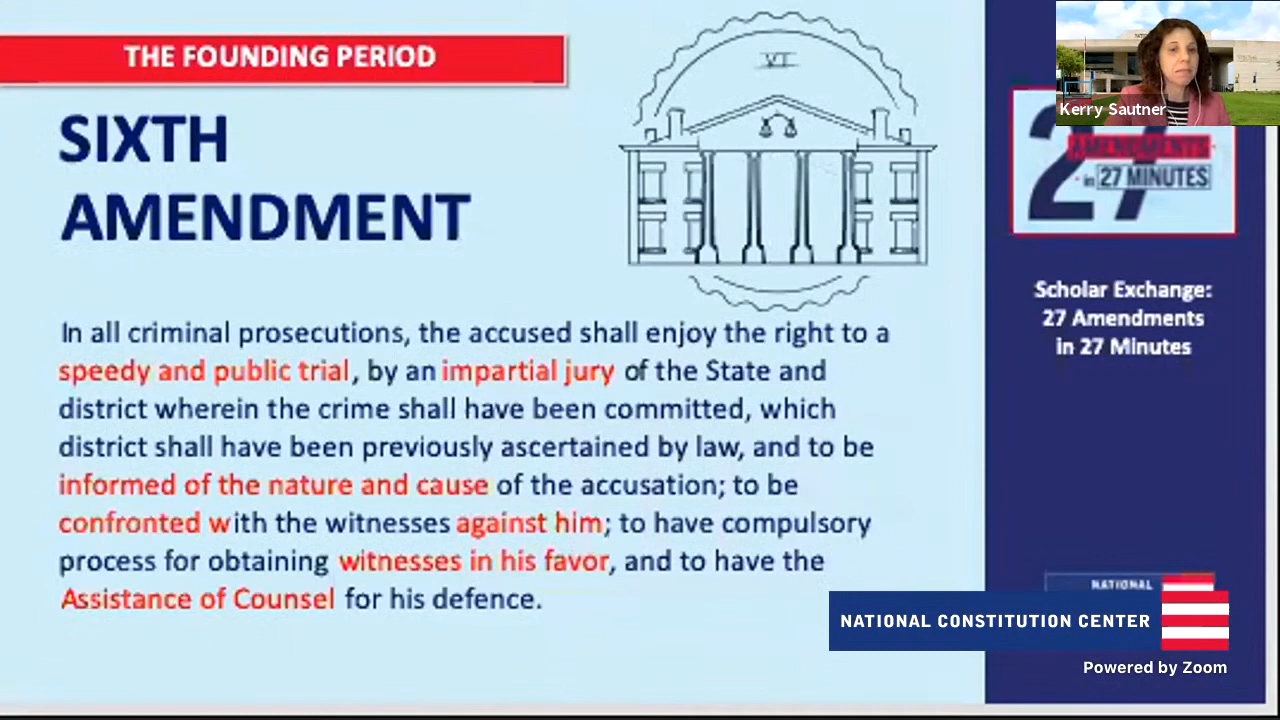 THE FOUNDING PERIOD
SIXTH
AMENDMENT
VI
In all criminal prosecutions, the accused shall enjoy the right to a
speedy and public trial, by an impartial jury of the State and
district wherein the crime shall have been committed, which
district shall have been previously ascertained by law, and to be
informed of the nature and cause of the accusation; to be
confronted with the witnesses against him; to have compulsory
process for obtaining witnesses in his favor, and to have the
Assistance of Counsel for his defence.
Kerry Sautner
27
AMENDMENTS
in 27 MINUTES
Scholar Exchange:
27 Amendments
in 27 Minutes
NATIONAL
NATIONAL CONSTITUTION CENTER
Powered by Zoom